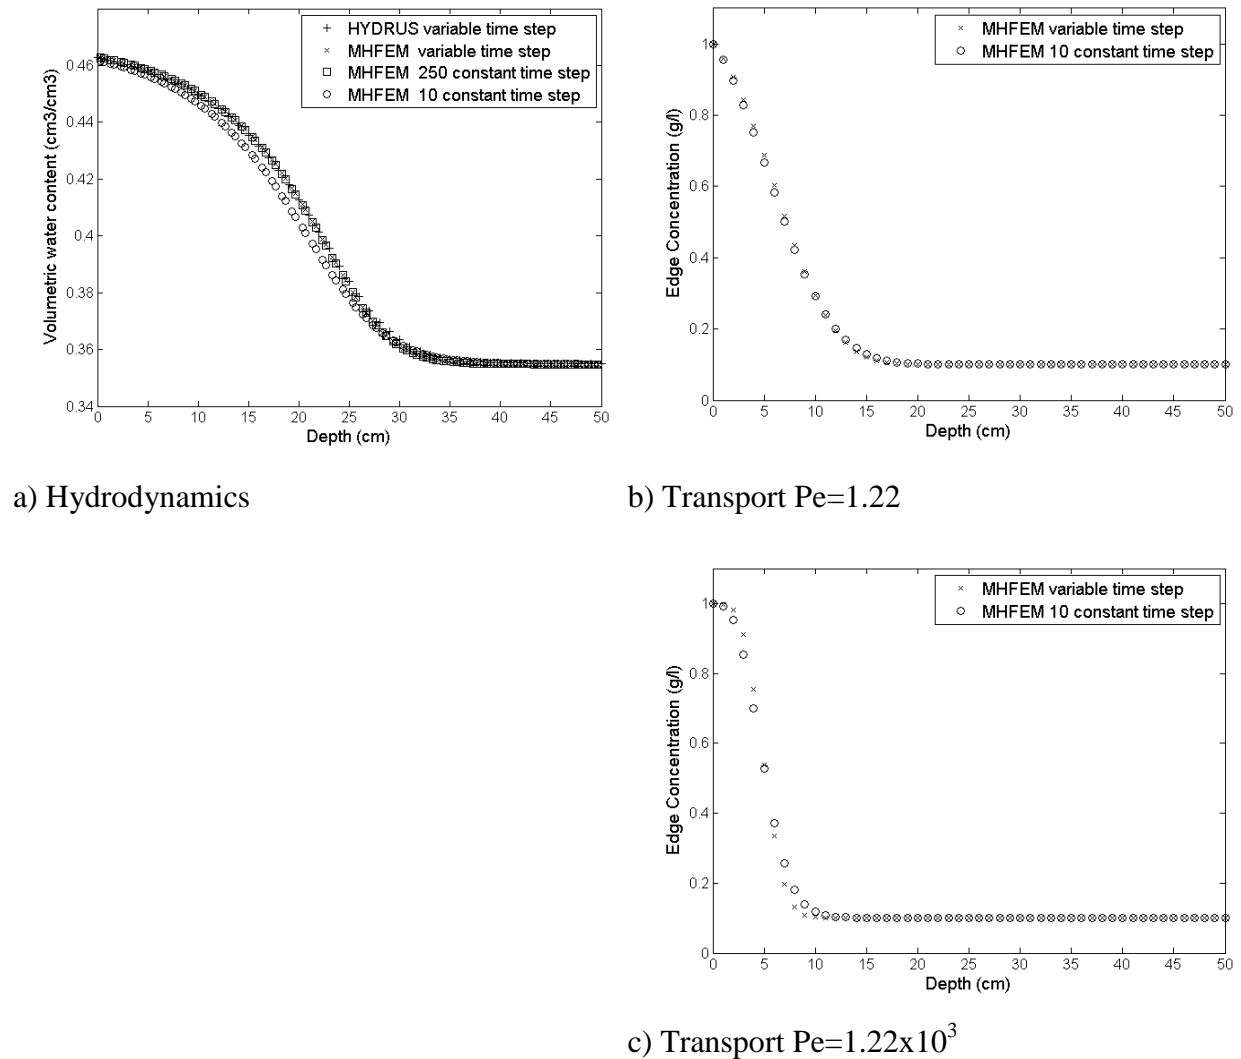 HYDRUS variable time step
MHFEM variable time step
MHFEM 250 constant time step
MHFEM 10 constant time step
Volumetric water content (cm3/cm3)
0.46
0.44
0.42
0.4
0.38
0.36
0.34
0 5 10 15 20 25 30 35 40 45 50
Depth (cm)
a) Hydrodynamics
MHFEM variable time step
MHFEM 10 constant time step
Edge Concentration (g/l)
1
0.8
0.6
0.4
0.2
0
0 5 10 15 20 25 30 35 40 45 50
Depth (cm)
b) Transport Pe=1.22
MHFEM variable time step
MHFEM 10 constant time step
Edge Concentration (g/l)
1
0.8
0.6
0.4
0.2
0
0 5 10 15 20 25 30 35 40 45 50
Depth (cm)
c) Transport Pe=1.22x10³